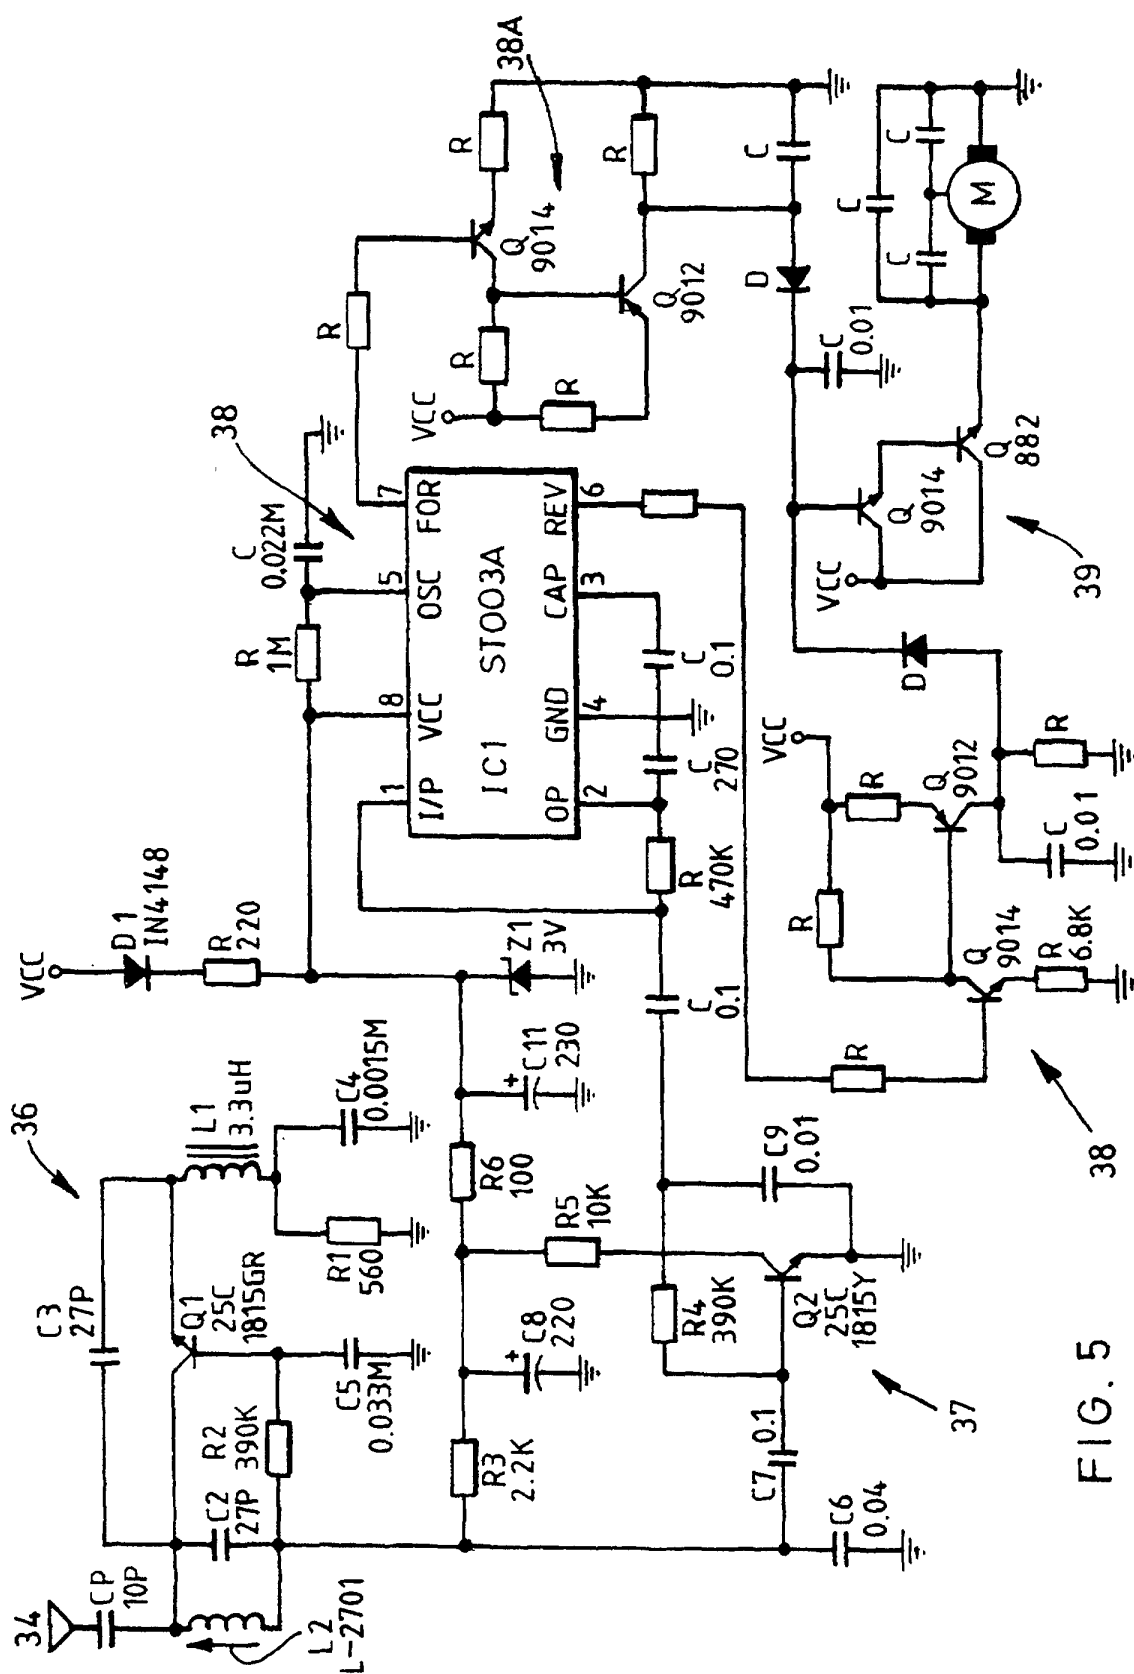 34
CP
10P
L2
L-2701
C3
27P
C2
27P
R2
390K
Q1
25C
1815GR
C5
0.033M
L1
3.3uH
R1
560
C4
0.0015M
36
VCC
D1
IN4148
R
220
Z1
3V
C11
230
R6
100
C8
220
R3
2.2K
R5
10K
R4
390K
Q2
25C
1815Y
C9
0.01
C7
0.1
C6
0.04
37
C
0.1
R
470K
R
1M
C
0.022M
38
1
8
5
7
I/P
VCC
OSC
FOR
IC1
ST003A
OP
GND
CAP
REV
2
4
3
6
C
270
C
0.1
R
VCC
R
R
Q
9014
R
Q
9012
R
38A
C
D
C
0.01
C
C
C
M
VCC
Q
9014
Q
882
39
D
VCC
R
R
Q
9012
R
C
0.01
R
Q
9014
R
6.8K
38
FIG. 5